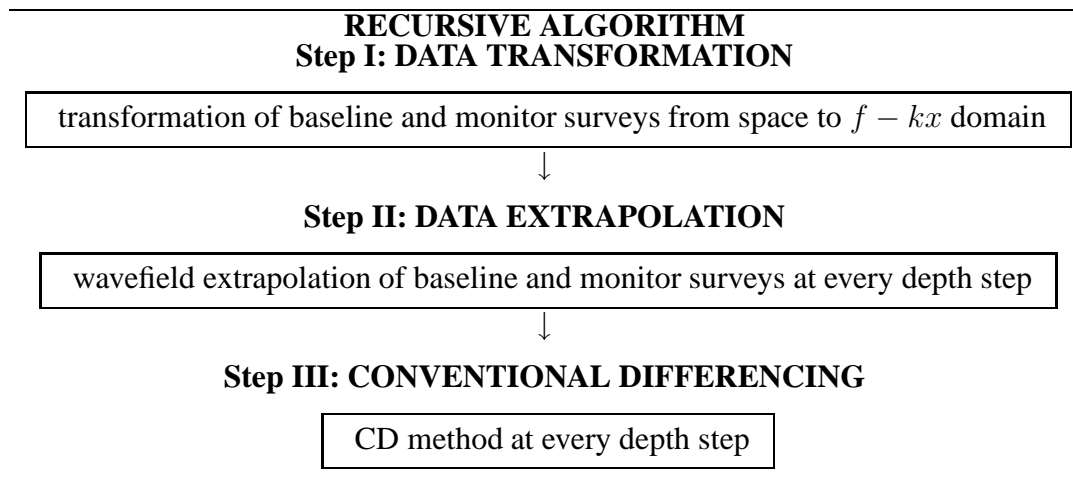 RECURSIVE ALGORITHM
Step I: DATA TRANSFORMATION
transformation of baseline and monitor surveys from space to f − kx domain
↓
Step II: DATA EXTRAPOLATION
wavefield extrapolation of baseline and monitor surveys at every depth step
↓
Step III: CONVENTIONAL DIFFERENCING
CD method at every depth step